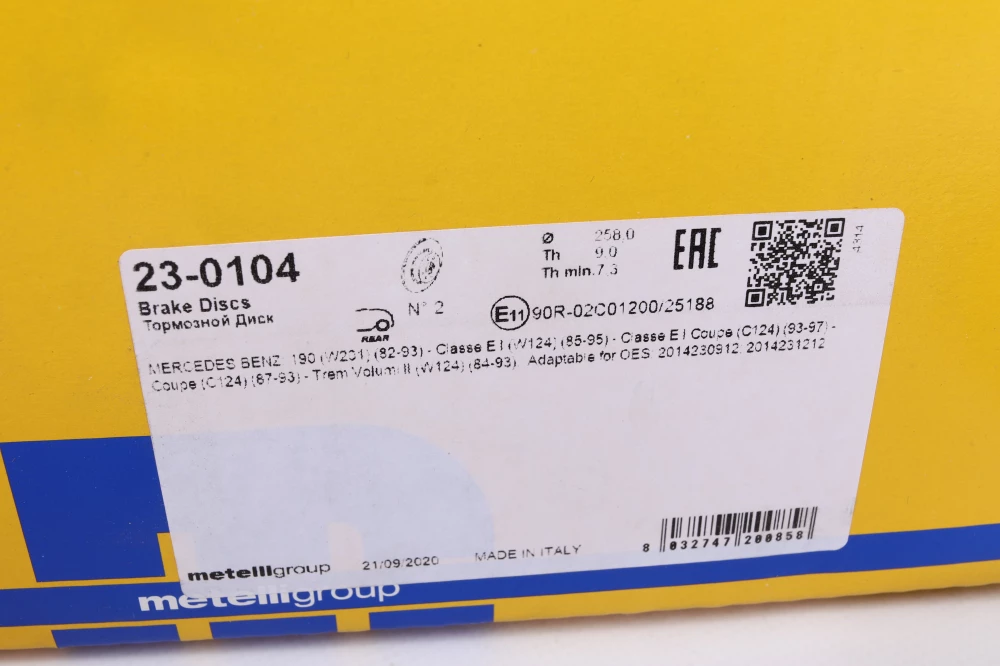 23-0104
Brake Discs
Тормозной Диск
REAR
N° 2
Ø 258,0
Th 9,0
Th min.7,3
E11 90R-02C01200/25188
EAC
4314
MERCEDES BENZ: 190 (W201) (82-93) - Classe E I (W124) (85-95) - Classe E I Coupe (C124) (93-97) -
Coupe (C124) (87-93) - Trem Volumi II (W124) (84-93) Adaptable for OES: 2014230912, 2014231212
metelligroup
21/09/2020
MADE IN ITALY
8 032747 200858
metelligroup